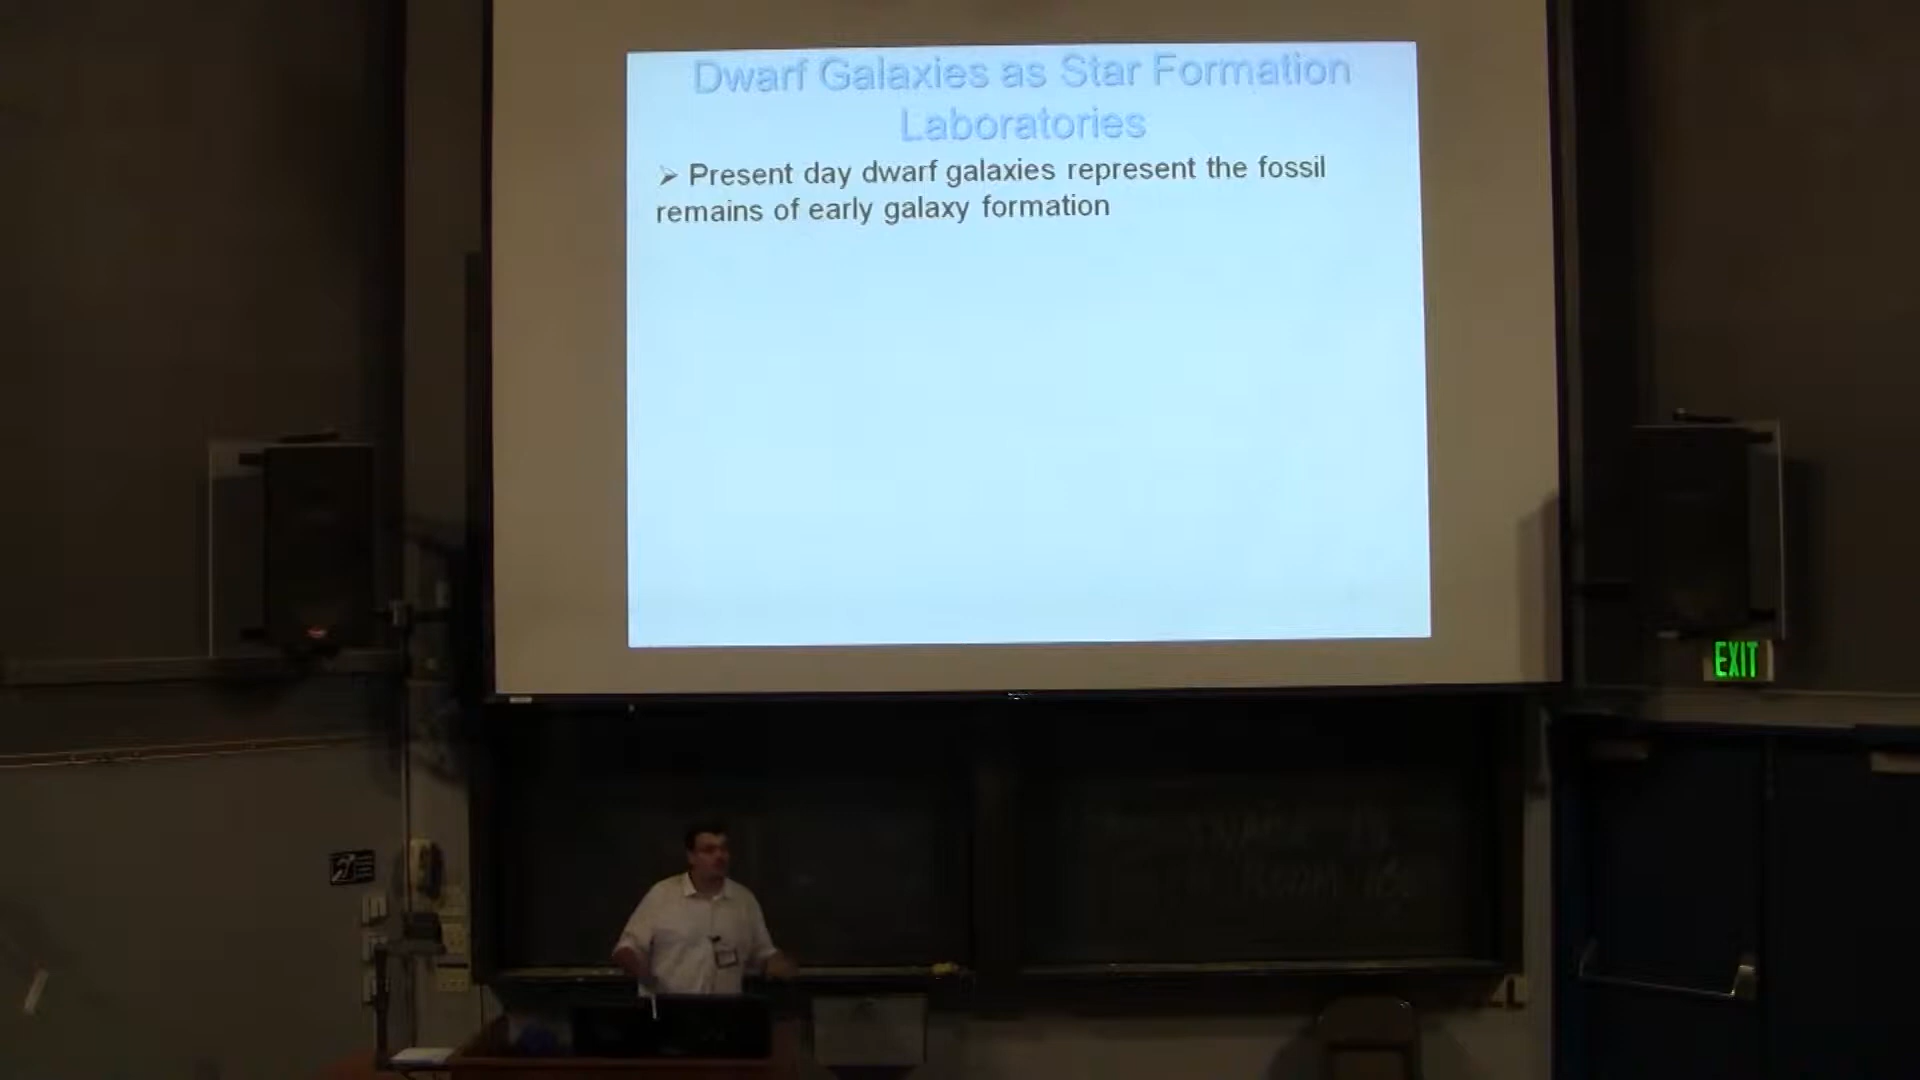 Dwarf Galaxies as Star Formation
Laboratories
➢ Present day dwarf galaxies represent the fossil
remains of early galaxy formation
EXIT